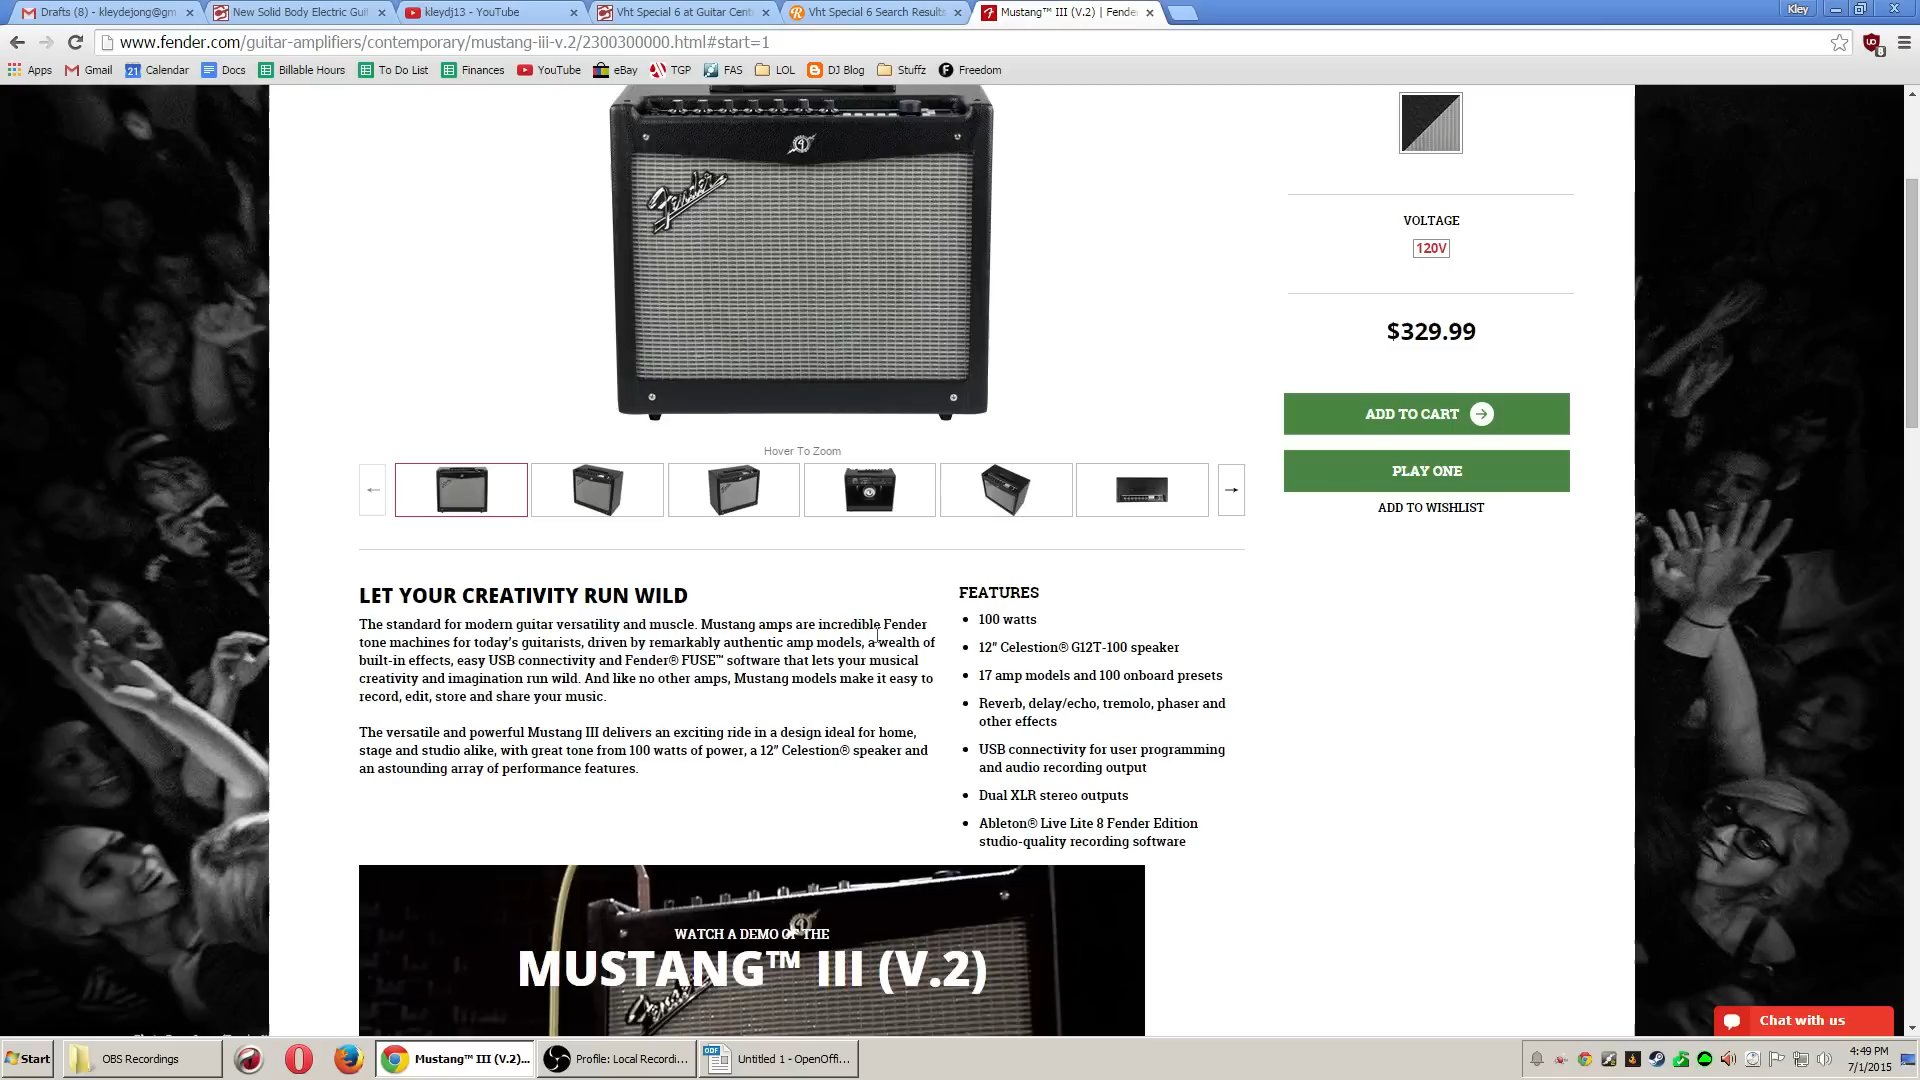 Drafts (8) - kleydejong@gm
New Solid Body Electric Gui
kleydj13 - YouTube
Vht Special 6 at Guitar Cent
Vht Special 6 Search Results
Mustang™ III (V.2) | Fende
Kley
www.fender.com/guitar-amplifiers/contemporary/mustang-iii-v.2/2300300000.html#start=1
Apps
Gmail
21 Calendar
Docs
Billable Hours
To Do List
Finances
YouTube
eBay
TGP
FAS
LOL
DJ Blog
Stuffz
Freedom
Fender
VOLTAGE
120V
$329.99
ADD TO CART
PLAY ONE
ADD TO WISHLIST
Hover To Zoom
LET YOUR CREATIVITY RUN WILD
The standard for modern guitar versatility and muscle. Mustang amps are incredible Fender
tone machines for today's guitarists, driven by remarkably authentic amp models, a wealth of
built-in effects, easy USB connectivity and Fender® FUSE™ software that lets your musical
creativity and imagination run wild. And like no other amps, Mustang models make it easy to
record, edit, store and share your music.
The versatile and powerful Mustang III delivers an exciting ride in a design ideal for home,
stage and studio alike, with great tone from 100 watts of power, a 12" Celestion® speaker and
an astounding array of performance features.
FEATURES
• 100 watts
• 12" Celestion® G12T-100 speaker
• 17 amp models and 100 onboard presets
• Reverb, delay/echo, tremolo, phaser and
other effects
• USB connectivity for user programming
and audio recording output
• Dual XLR stereo outputs
• Ableton® Live Lite 8 Fender Edition
studio-quality recording software
WATCH A DEMO OF THE
MUSTANG™ III (V.2)
Fender
Chat with us
Start
OBS Recordings
Mustang™ III (V.2)...
Profile: Local Recordi...
Untitled 1 - OpenOffi...
4:49 PM
7/1/2015